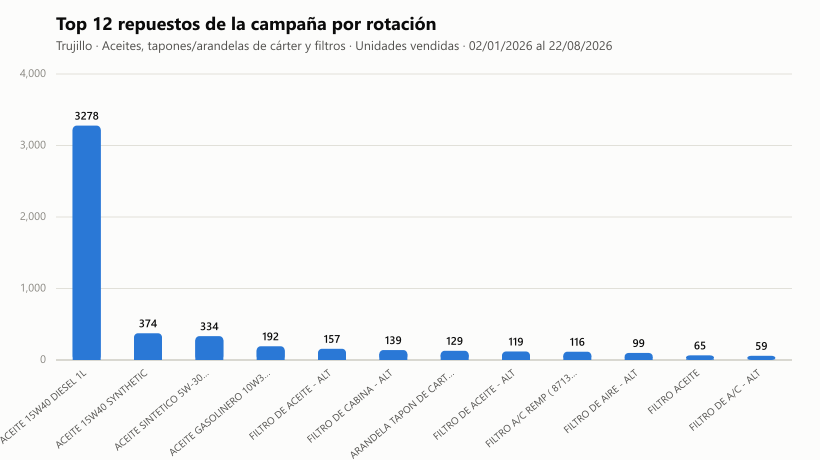 Top 12 repuestos de la campaña por rotación
Trujillo · Aceites, tapones/arandelas de cárter y filtros · Unidades vendidas · 02/01/2026 al 22/08/2026
4,000
3,000
2,000
1,000
0
3278
374
334
192
157
139
129
119
116
99
65
59
ACEITE 15W40 DIESEL 1L
ACEITE 15W40 SYNTHETIC
ACEITE SINTETICO 5W-30...
ACEITE GASOLINERO 10W3...
FILTRO DE ACEITE - ALT
FILTRO DE CABINA - ALT
ARANDELA TAPON DE CART...
FILTRO DE ACEITE - ALT
FILTRO A/C REMP ( 8713...
FILTRO DE AIRE - ALT
FILTRO ACEITE
FILTRO DE A/C - ALT